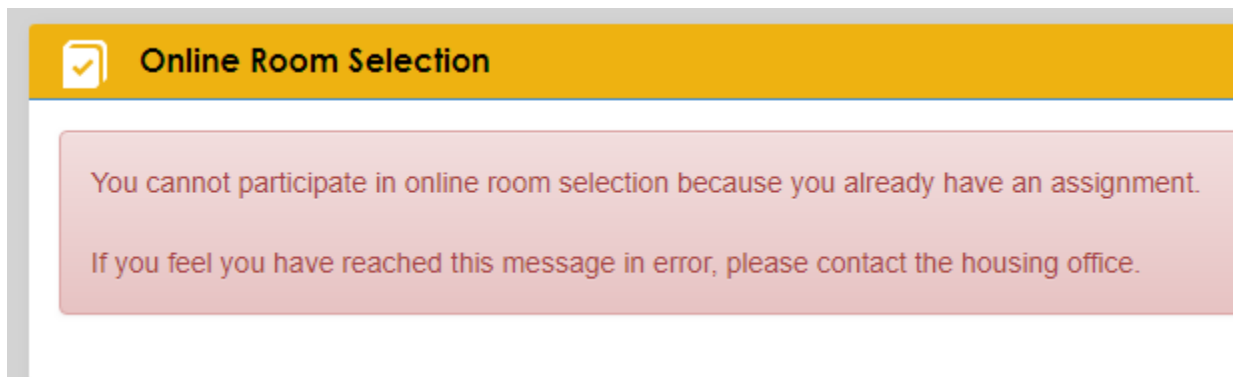 Online Room Selection
You cannot participate in online room selection because you already have an assignment.
If you feel you have reached this message in error, please contact the housing office.